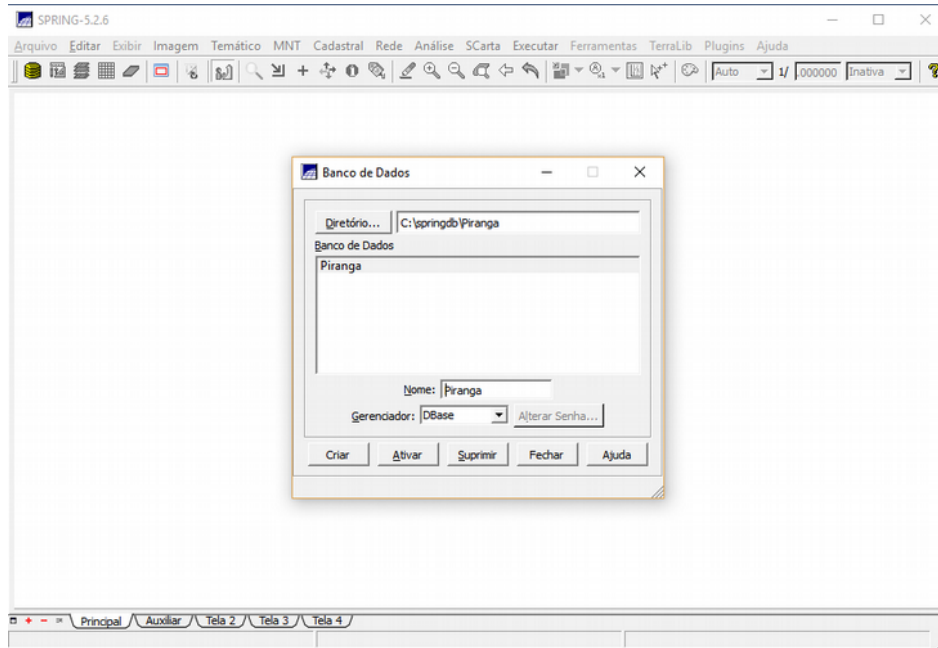 SPRING-5.2.6
Arquivo Editar Exibir Imagem Temático MNT Cadastral Rede Análise SCarta Executar Ferramentas TerraLib Plugins Ajuda
Auto 1/ .000000 Inativa
Banco de Dados
Diretório... C:\springdb\Piranga
Banco de Dados
Piranga
Nome: Piranga
Gerenciador: DBase Alterar Senha...
Criar Ativar Suprimir Fechar Ajuda
Principal Auxiliar Tela 2 Tela 3 Tela 4